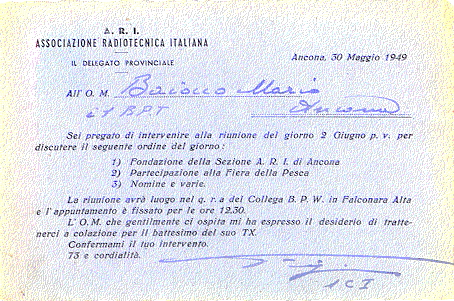 A. R. I.
ASSOCIAZIONE RADIOTECNICA ITALIANA
IL DELEGATO PROVINCIALE
Ancona, 30 Maggio 1949
All' O. M. Baiocco Mario
i1BPT Ancona
Sei pregato di intervenire alla riunione del giorno 2 Giugno p. v. per
discutere il seguente ordine del giorno :
1) Fondazione della Sezione A. R. I. di Ancona
2) Partecipazione alla Fiera della Pesca
3) Nomine e varie.
La riunione avrà luogo nel q. r. a del Collega B. P. W. in Falconara Alta
e l'appuntamento è fissato per le ore 12.30.
L' O. M. che gentilmente ci ospita mi ha espresso il desiderio di tratte-
nerci a colazione per il battesimo del suo TX.
Confermami il tuo intervento.
73 e cordialità.
1CI